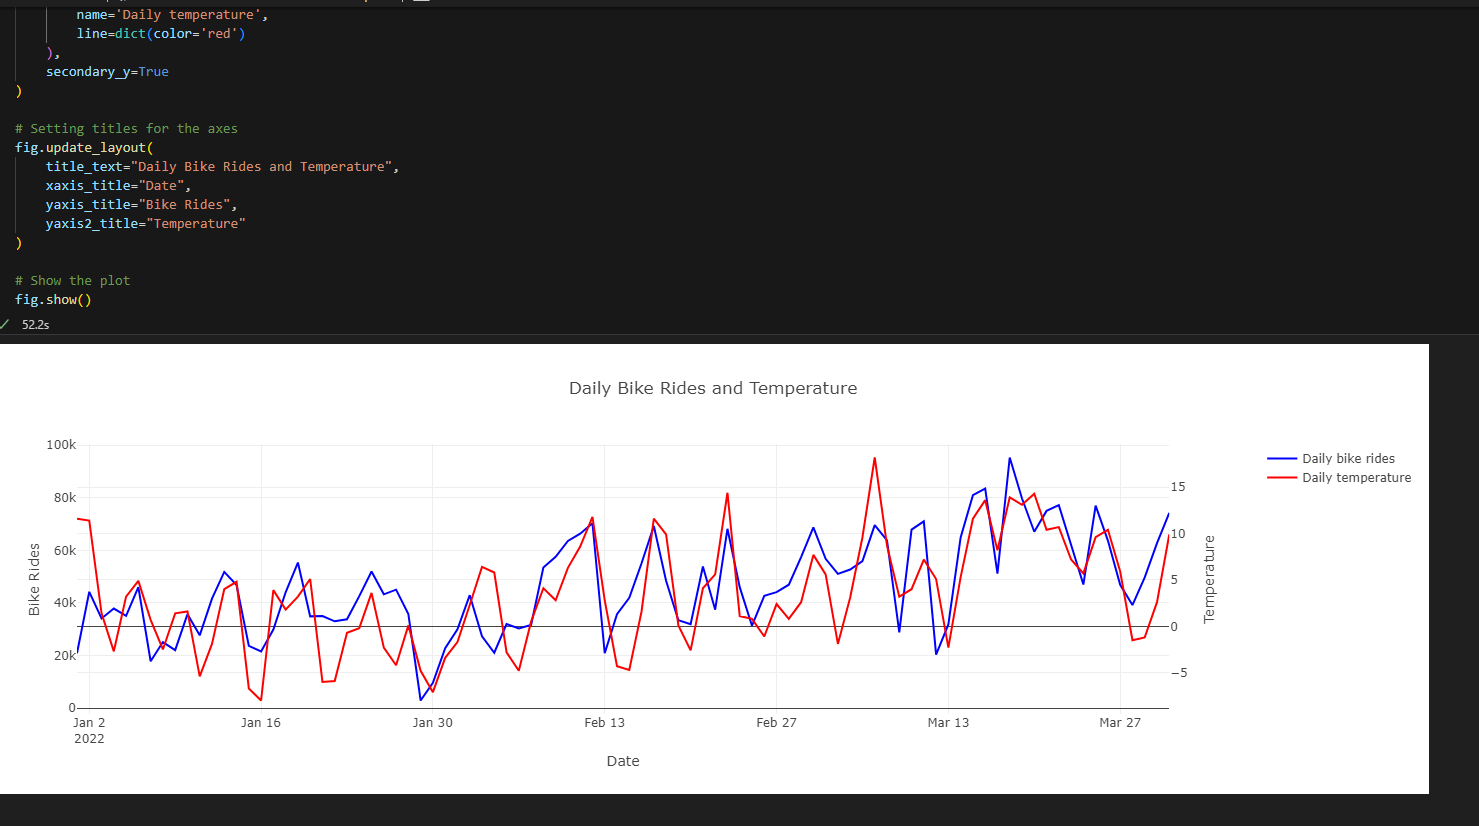 name='Daily temperature',
line=dict(color='red')
),
secondary_y=True
)
# Setting titles for the axes
fig.update_layout(
title_text="Daily Bike Rides and Temperature",
xaxis_title="Date",
yaxis_title="Bike Rides",
yaxis2_title="Temperature"
)
# Show the plot
fig.show()
52.2s
Daily Bike Rides and Temperature
100k
80k
60k
40k
20k
0
Bike Rides
15
10
5
0
−5
Temperature
Daily bike rides
Daily temperature
Jan 2
2022
Jan 16
Jan 30
Feb 13
Feb 27
Mar 13
Mar 27
Date